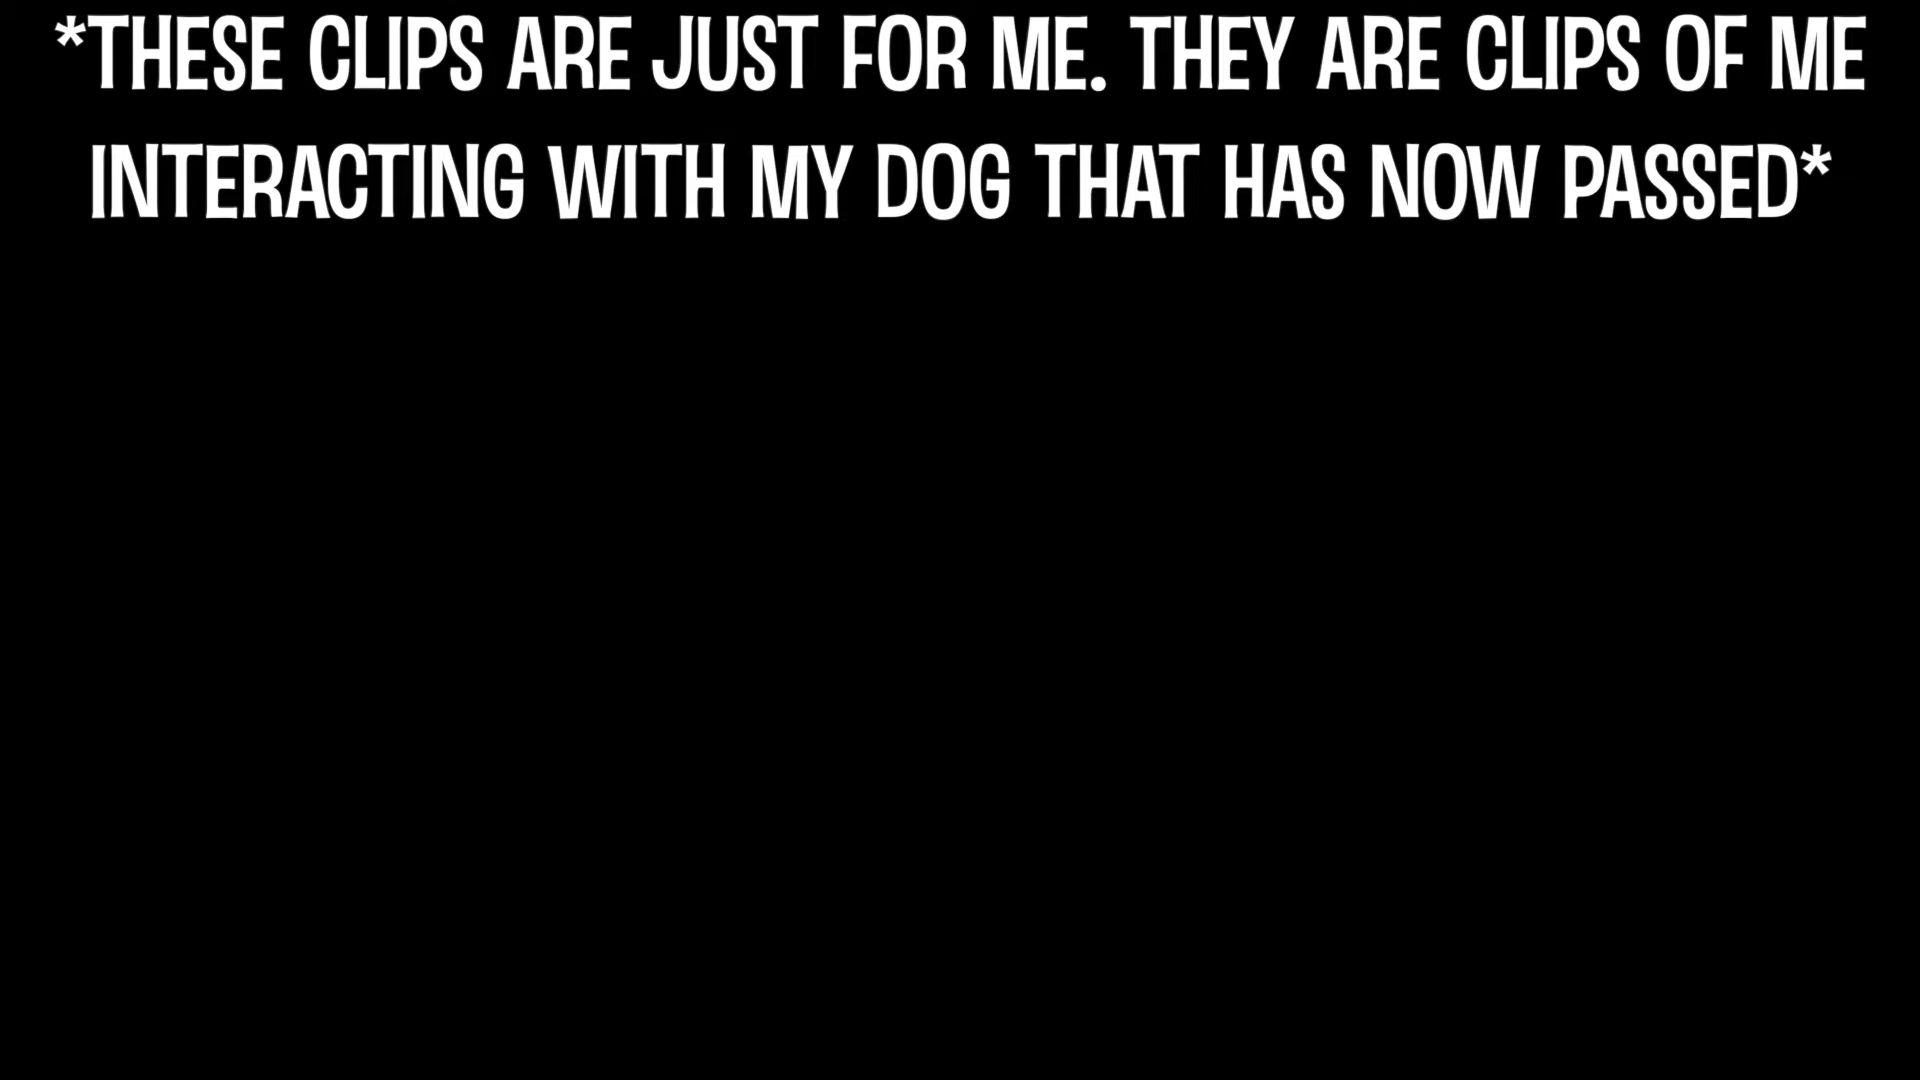 *THESE CLIPS ARE JUST FOR ME. THEY ARE CLIPS OF ME
INTERACTING WITH MY DOG THAT HAS NOW PASSED*